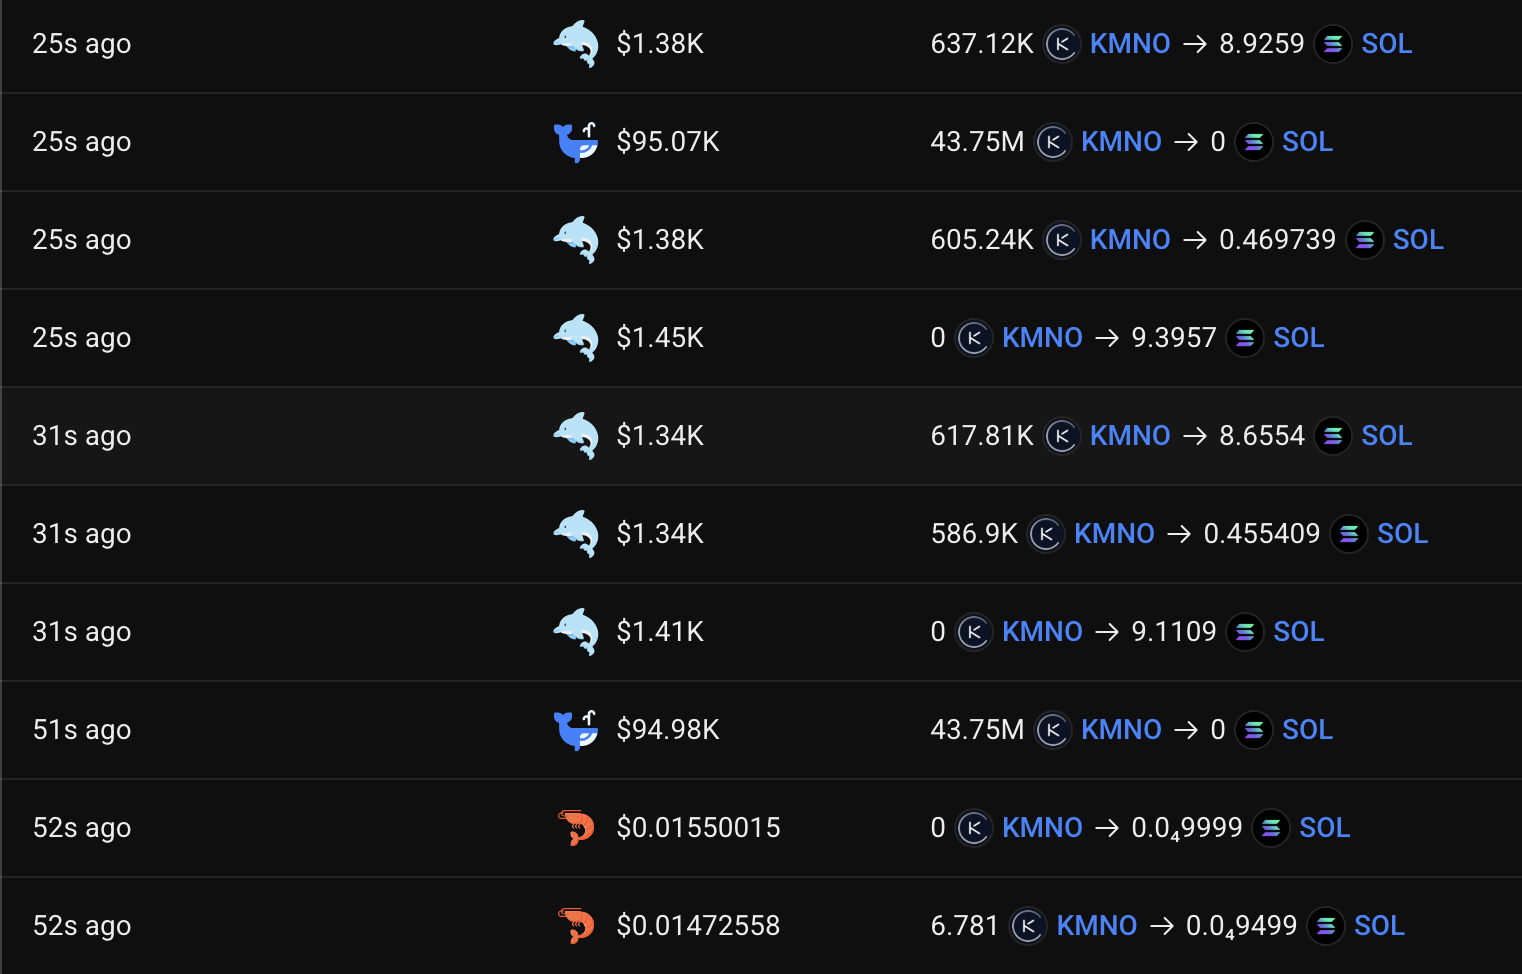 25s ago $1.38K 637.12K KMNO → 8.9259 SOL
25s ago $95.07K 43.75M KMNO → 0 SOL
25s ago $1.38K 605.24K KMNO → 0.469739 SOL
25s ago $1.45K 0 KMNO → 9.3957 SOL
31s ago $1.34K 617.81K KMNO → 8.6554 SOL
31s ago $1.34K 586.9K KMNO → 0.455409 SOL
31s ago $1.41K 0 KMNO → 9.1109 SOL
51s ago $94.98K 43.75M KMNO → 0 SOL
52s ago $0.01550015 0 KMNO → 0.0₄9999 SOL
52s ago $0.01472558 6.781 KMNO → 0.0₄9499 SOL